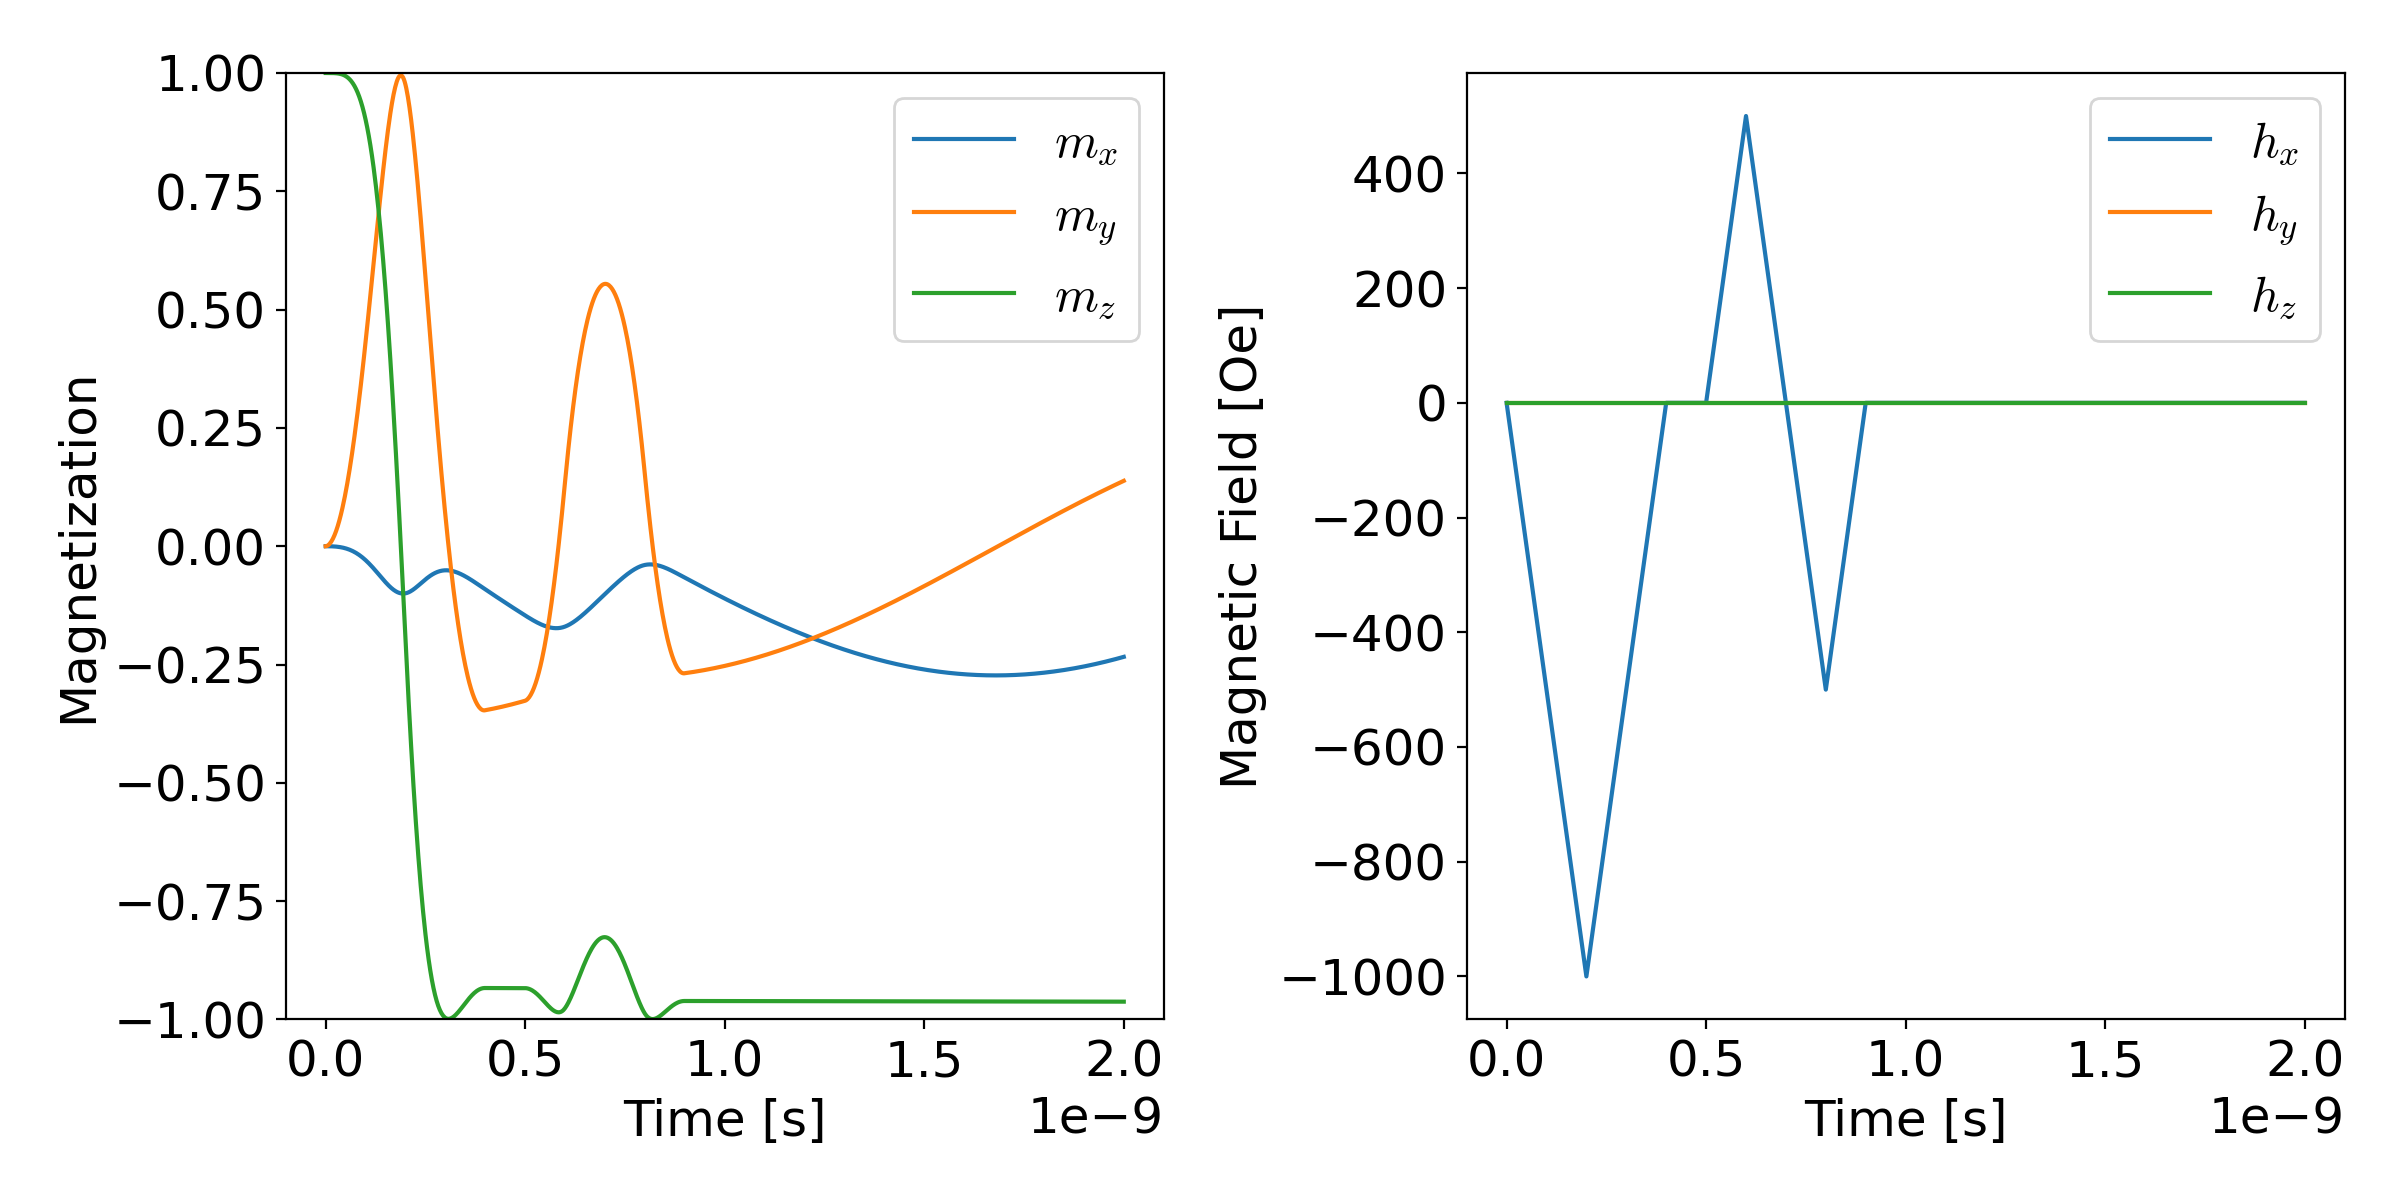 Magnetization
1.00
0.75
0.50
0.25
0.00
−0.25
−0.50
−0.75
−1.00
0.0 0.5 1.0 1.5 2.0
Time [s]
1e−9
m_x
m_y
m_z
Magnetic Field [Oe]
400
200
0
−200
−400
−600
−800
−1000
0.0 0.5 1.0 1.5 2.0
Time [s]
1e−9
h_x
h_y
h_z